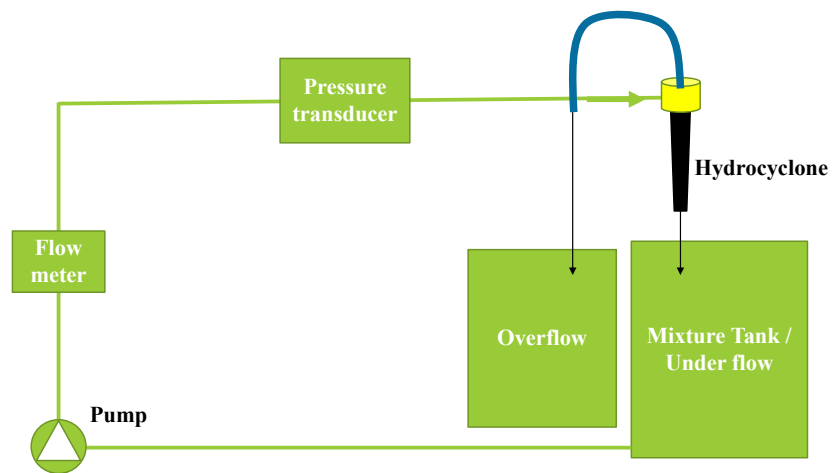 Pressure
transducer
Hydrocyclone
Flow
meter
Overflow
Mixture Tank /
Under flow
Pump